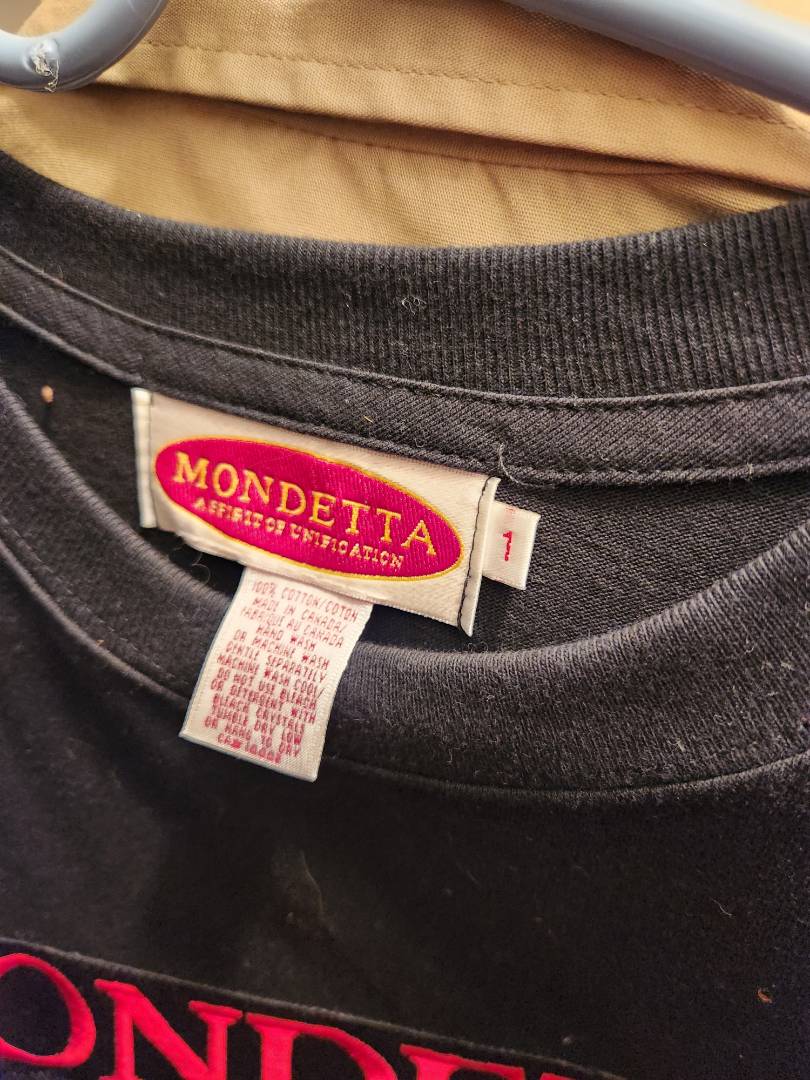 MONDETTA
A SPIRIT OF UNIFICATION
1
100% COTTON/COTON
MADE IN CANADA/
FABRIQUE AU CANADA
HAND WASH
OR MACHINE WASH
GENTLE SEPARATELY
MACHINE WASH COOL/
DO NOT USE BLEACH
OR DETERGENT WITH
BLEACH CRYSTALS
TUMBLE DRY LOW
OR HANG TO DRY
ONDET